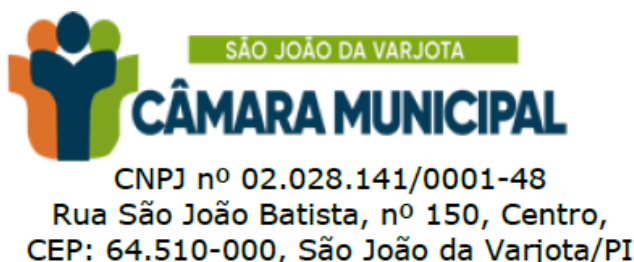 SÃO JOÃO DA VARJOTA
CÂMARA MUNICIPAL
CNPJ nº 02.028.141/0001-48
Rua São João Batista, nº 150, Centro,
CEP: 64.510-000, São João da Varjota/PI